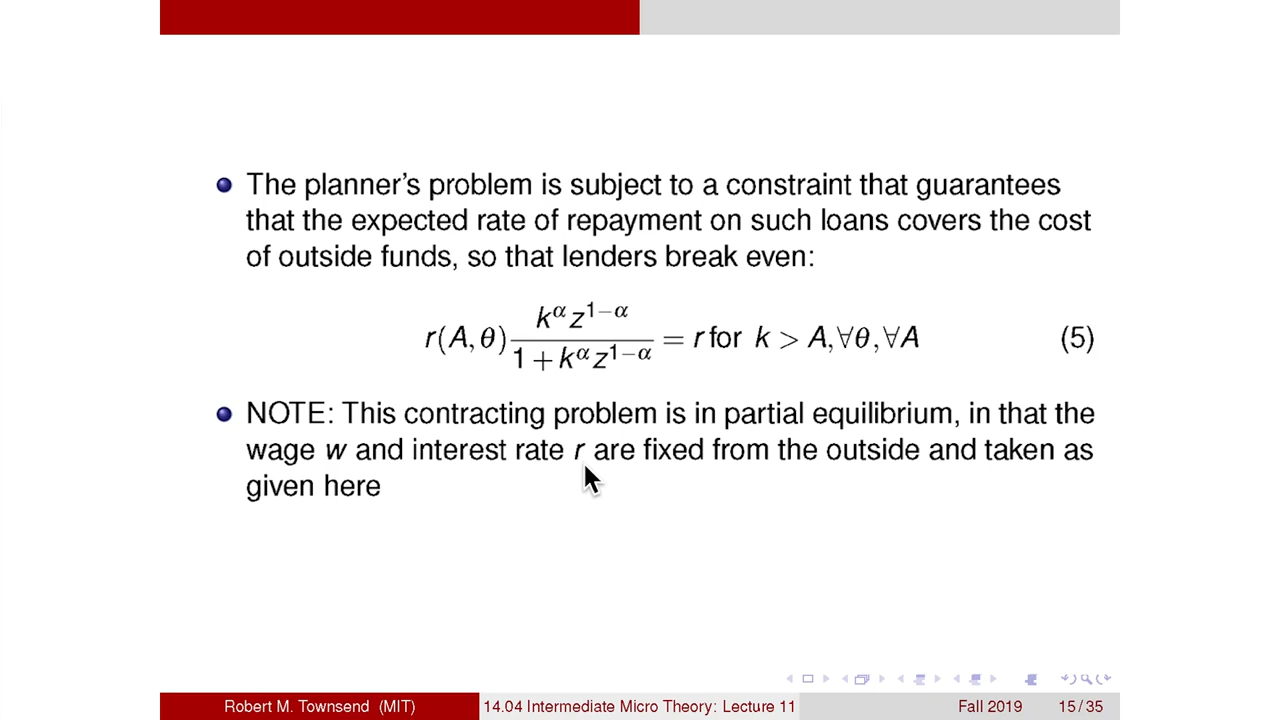 The planner's problem is subject to a constraint that guarantees
that the expected rate of repayment on such loans covers the cost
of outside funds, so that lenders break even:
r(A, θ) \frac{k^α z^{1−α}}{1 + k^α z^{1−α}} = r for k > A, ∀θ, ∀A (5)
NOTE: This contracting problem is in partial equilibrium, in that the
wage w and interest rate r are fixed from the outside and taken as
given here
Robert M. Townsend (MIT) 14.04 Intermediate Micro Theory: Lecture 11 Fall 2019 15 / 35